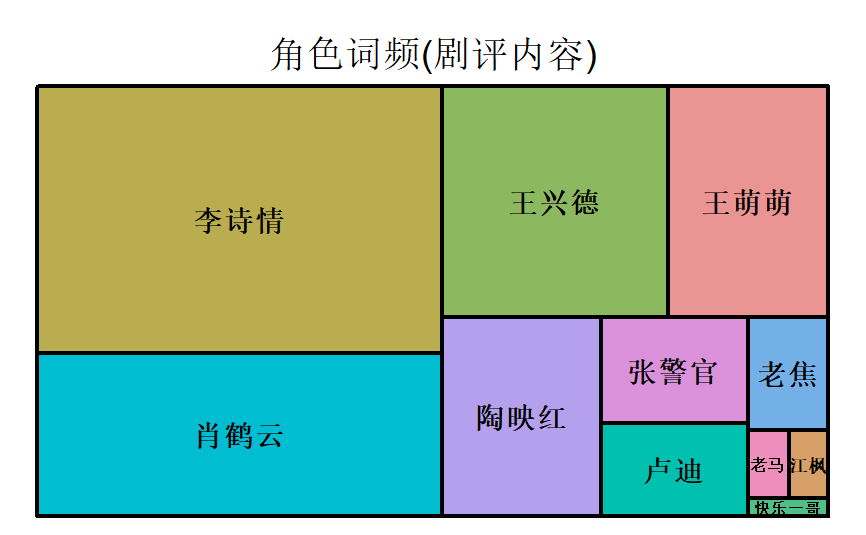 角色词频(剧评内容)
李诗情
王兴德
王萌萌
肖鹤云
陶映红
张警官
老焦
卢迪
老马
江枫
快乐一哥